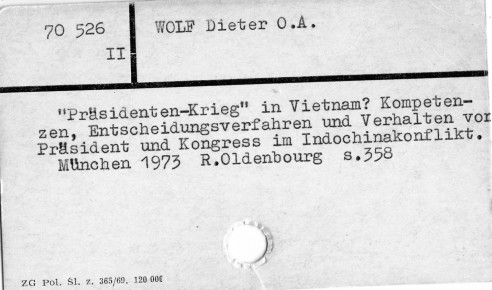 70 526
WOLF Dieter O.A.
II
"Präsidenten-Krieg" in Vietnam? Kompeten-
zen, Entscheidungsverfahren und Verhalten vor
Präsident und Kongress im Indochinakonflikt.
München 1973 R.Oldenbourg s.358
ZG Pol. Śl. z. 365/69. 120 000